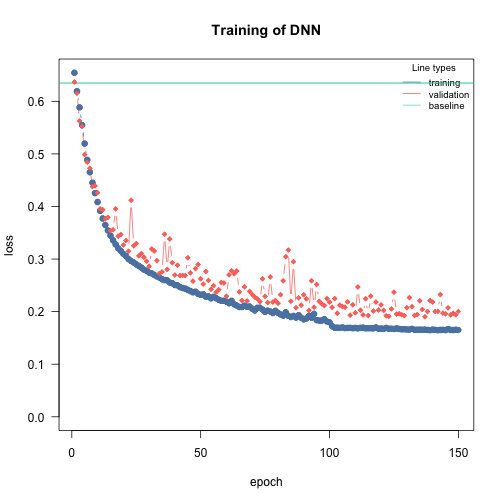 Training of DNN
Line types
training
validation
baseline
loss
0.6
0.5
0.4
0.3
0.2
0.1
0.0
0
50
100
150
epoch